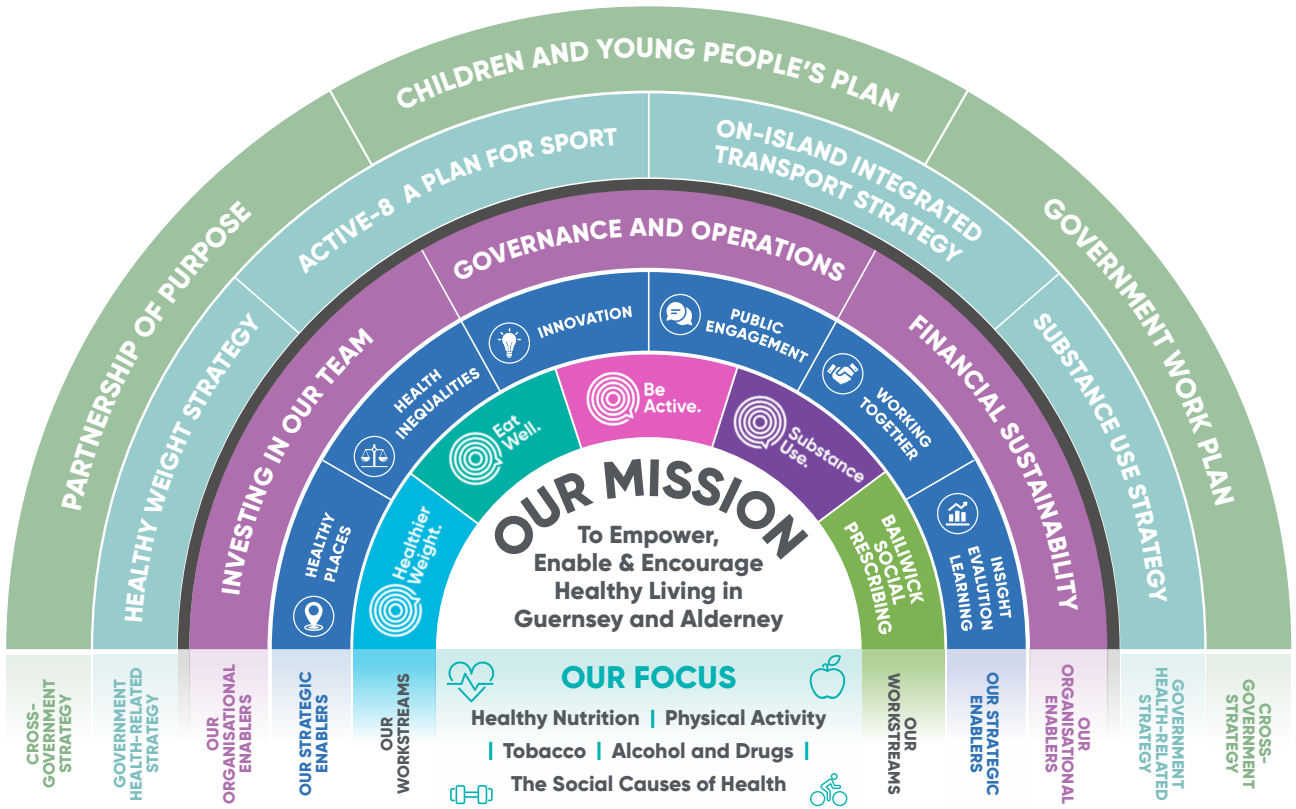 CHILDREN AND YOUNG PEOPLE'S PLAN
PARTNERSHIP OF PURPOSE
GOVERNMENT WORK PLAN
ACTIVE-8 A PLAN FOR SPORT
ON-ISLAND INTEGRATED
TRANSPORT STRATEGY
HEALTHY WEIGHT STRATEGY
SUBSTANCE USE STRATEGY
GOVERNANCE AND OPERATIONS
INVESTING IN OUR TEAM
FINANCIAL SUSTAINABILITY
HEALTHY
PLACES
HEALTH
INEQUALITIES
INNOVATION
PUBLIC
ENGAGEMENT
WORKING
TOGETHER
INSIGHT
EVALUTION
LEARNING
Healthier
Weight.
Eat
Well.
Be
Active.
Substance
Use.
BAILIWICK
SOCIAL
PRESCRIBING
OUR MISSION
To Empower,
Enable & Encourage
Healthy Living in
Guernsey and Alderney
OUR FOCUS
Healthy Nutrition | Physical Activity
| Tobacco | Alcohol and Drugs |
The Social Causes of Health
CROSS-
GOVERNMENT
STRATEGY
GOVERNMENT
HEALTH-RELATED
STRATEGY
OUR
ORGANISATIONAL
ENABLERS
OUR STRATEGIC
ENABLERS
OUR
WORKSTREAMS
OUR
WORKSTREAMS
OUR STRATEGIC
ENABLERS
OUR
ORGANISATIONAL
ENABLERS
GOVERNMENT
HEALTH-RELATED
STRATEGY
CROSS-
GOVERNMENT
STRATEGY